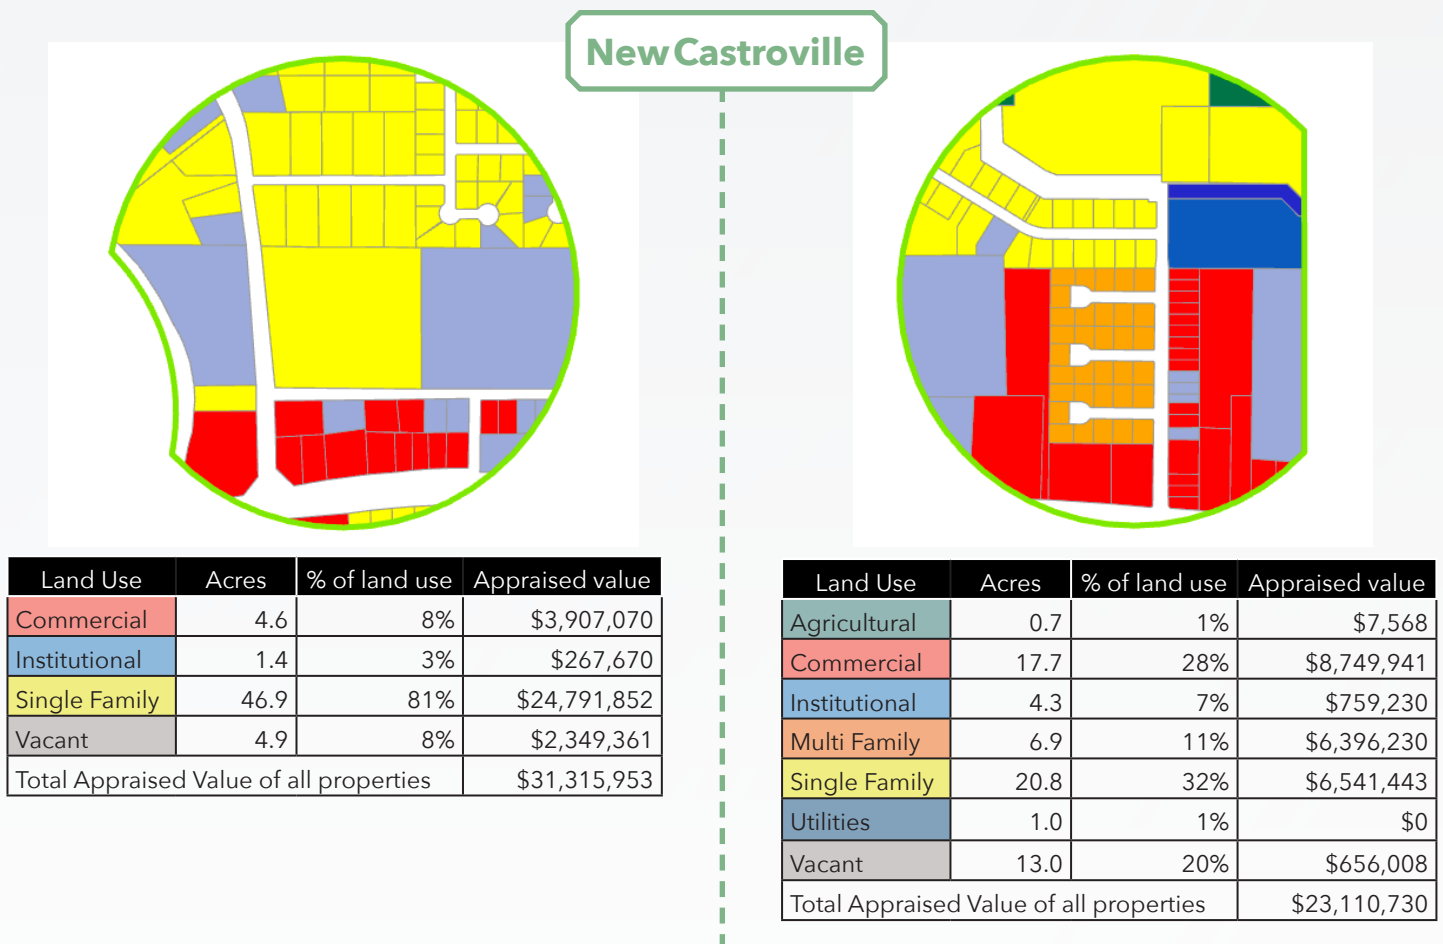 New Castroville
Land Use Acres % of land use Appraised value
Commercial 4.6 8% $3,907,070
Institutional 1.4 3% $267,670
Single Family 46.9 81% $24,791,852
Vacant 4.9 8% $2,349,361
Total Appraised Value of all properties $31,315,953
Land Use Acres % of land use Appraised value
Agricultural 0.7 1% $7,568
Commercial 17.7 28% $8,749,941
Institutional 4.3 7% $759,230
Multi Family 6.9 11% $6,396,230
Single Family 20.8 32% $6,541,443
Utilities 1.0 1% $0
Vacant 13.0 20% $656,008
Total Appraised Value of all properties $23,110,730